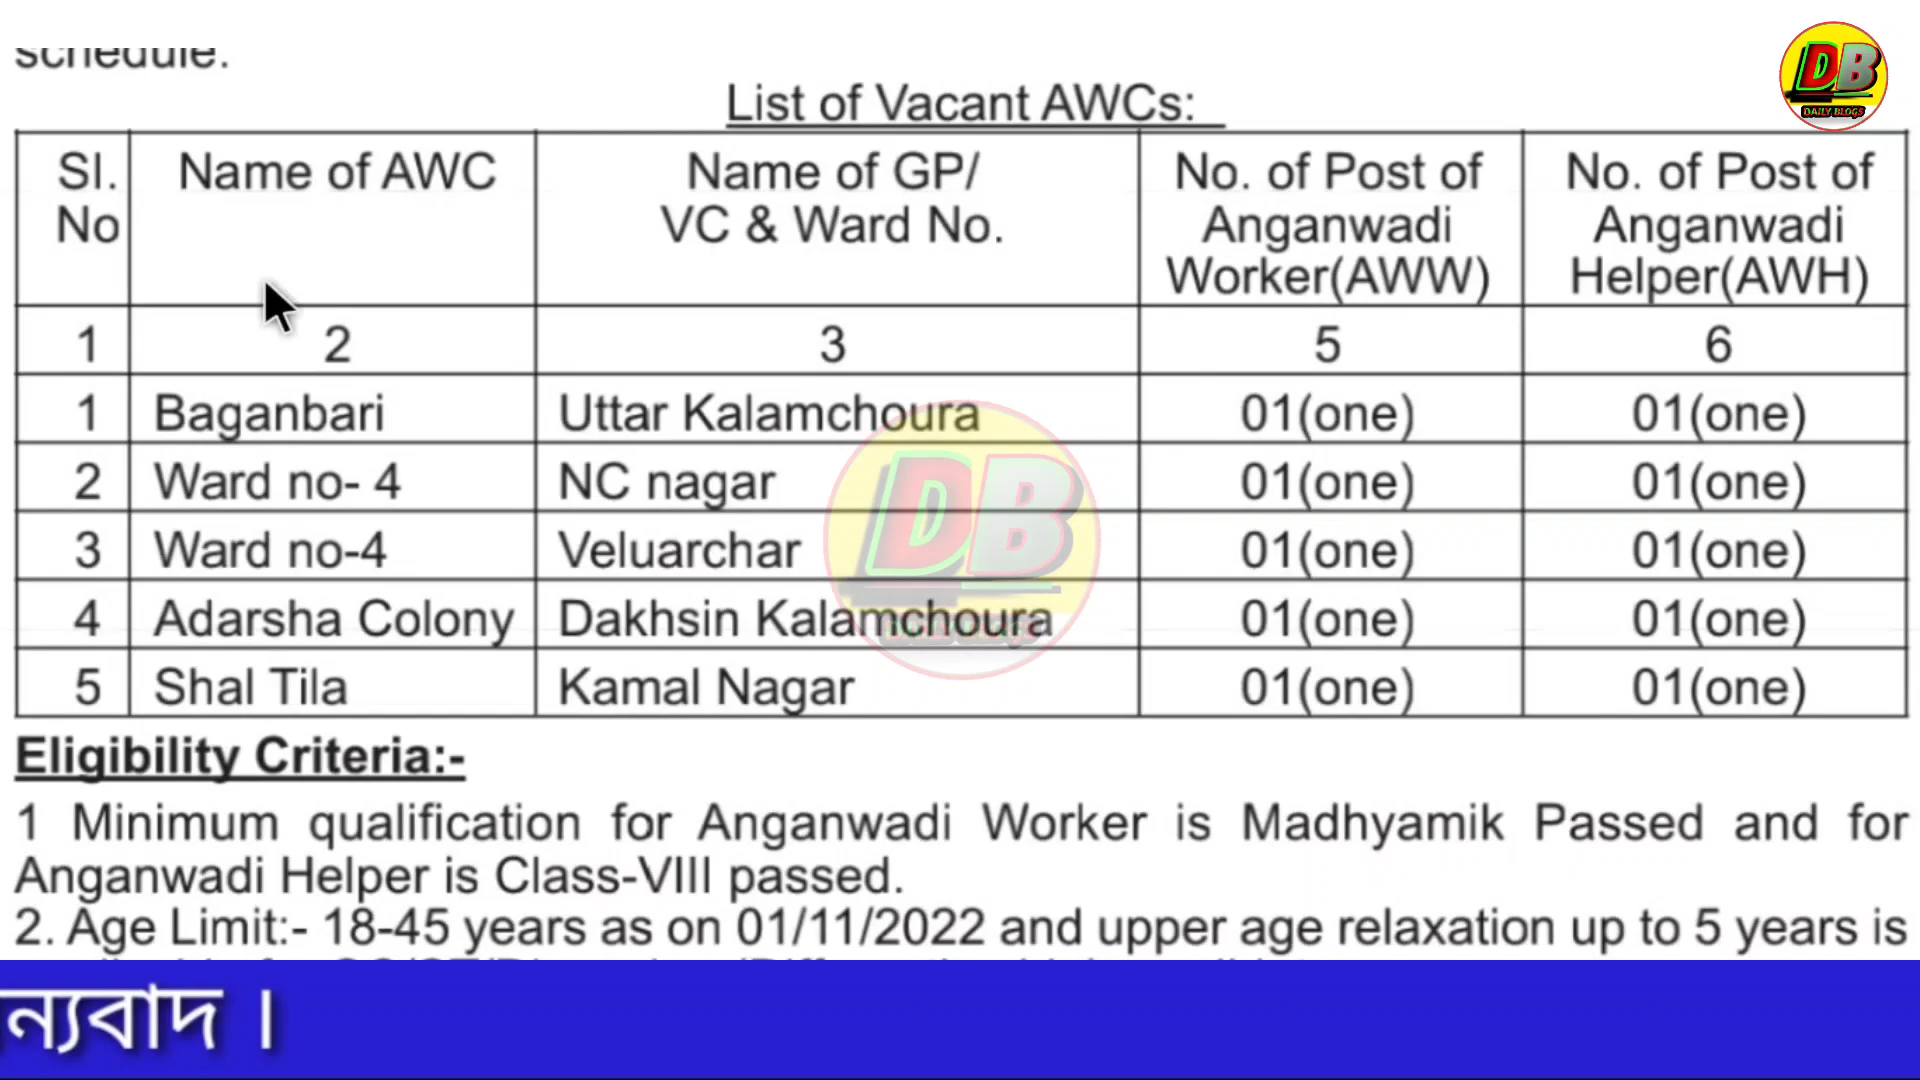 schedule.
DB
DAILY BLOGS
List of Vacant AWCs:
Sl. No | Name of AWC | Name of GP/ VC & Ward No. | No. of Post of Anganwadi Worker(AWW) | No. of Post of Anganwadi Helper(AWH)
1 | 2 | 3 | 5 | 6
1 | Baganbari | Uttar Kalamchoura | 01(one) | 01(one)
2 | Ward no- 4 | NC nagar | 01(one) | 01(one)
3 | Ward no-4 | Veluarchar | 01(one) | 01(one)
4 | Adarsha Colony | Dakhsin Kalamchoura | 01(one) | 01(one)
5 | Shal Tila | Kamal Nagar | 01(one) | 01(one)
DB
Eligibility Criteria:-
1 Minimum qualification for Anganwadi Worker is Madhyamik Passed and for
Anganwadi Helper is Class-VIII passed.
2. Age Limit:- 18-45 years as on 01/11/2022 and upper age relaxation up to 5 years is
ন্যবাদ ।